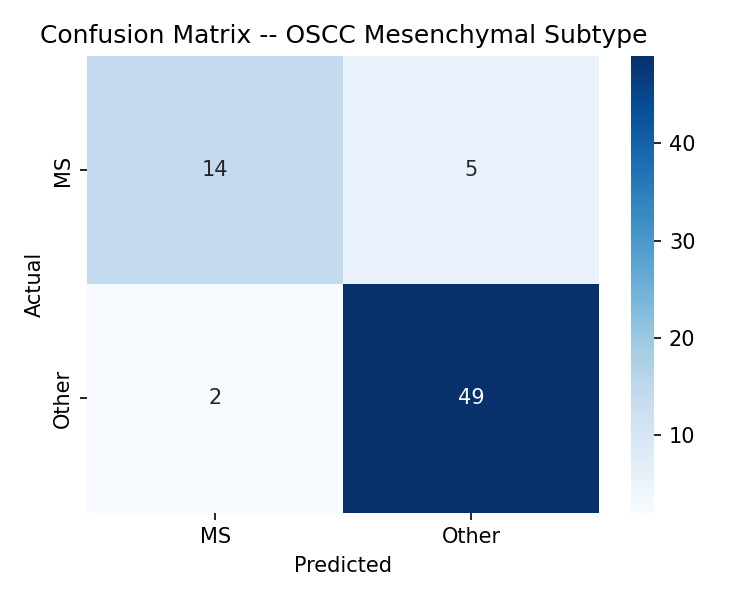 Confusion Matrix -- OSCC Mesenchymal Subtype
MS
14
5
40
30
Actual
20
Other
2
49
10
MS
Other
Predicted